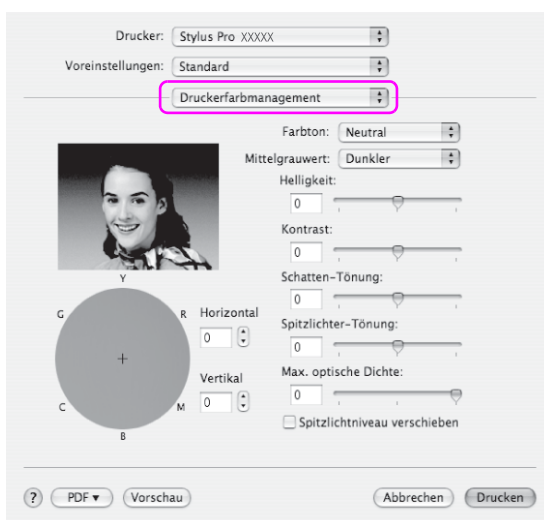 Drucker: Stylus Pro XXXXX
Voreinstellungen: Standard
Druckerfarbmanagement
Farbton: Neutral
Mittelgrauwert: Dunkler
Helligkeit:
0
Kontrast:
0
Schatten-Tönung:
0
Spitzlichter-Tönung:
0
Max. optische Dichte:
0
Spitzlichtniveau verschieben
Y
G R
C M
B
Horizontal
0
Vertikal
0
? PDF ▼ Vorschau Abbrechen Drucken